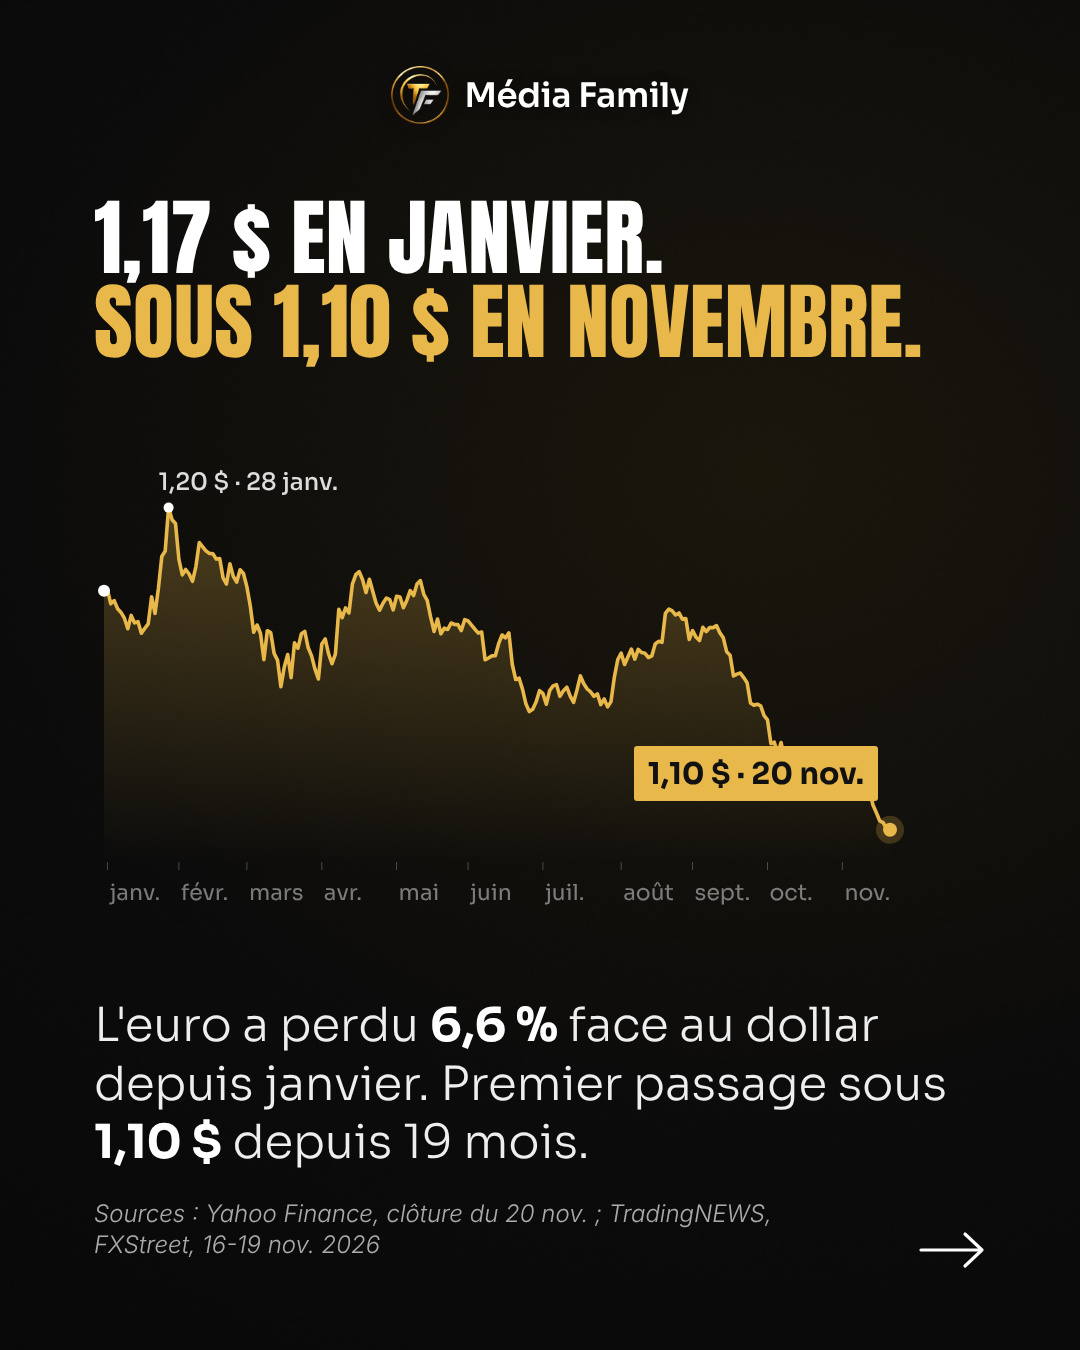 TF Média Family
1,17 $ EN JANVIER.
SOUS 1,10 $ EN NOVEMBRE.
1,20 $ · 28 janv.
1,10 $ · 20 nov.
janv. févr. mars avr. mai juin juil. août sept. oct. nov.
L'euro a perdu 6,6 % face au dollar
depuis janvier. Premier passage sous
1,10 $ depuis 19 mois.
Sources : Yahoo Finance, clôture du 20 nov. ; TradingNEWS,
FXStreet, 16-19 nov. 2026